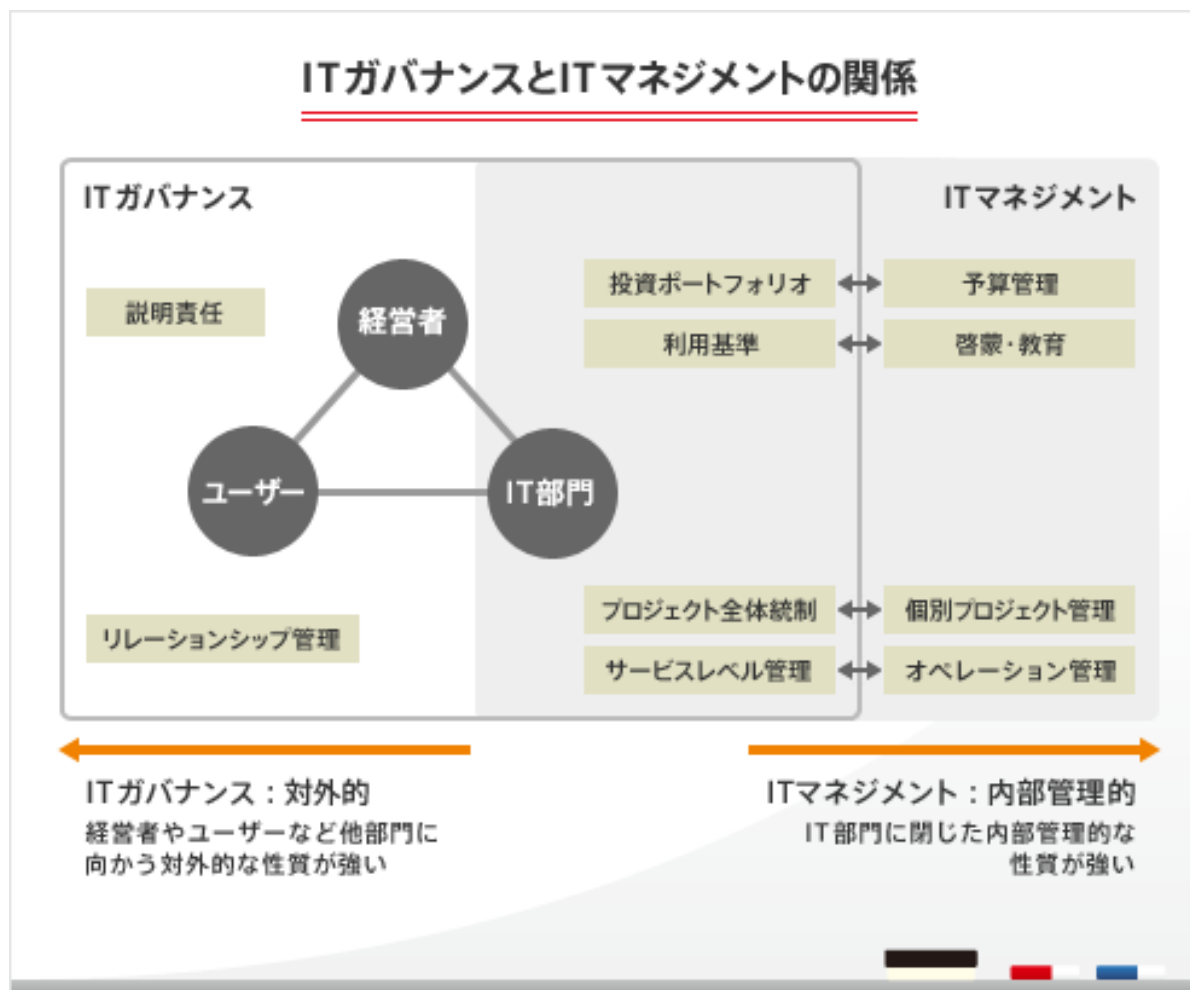 ITガバナンスとITマネジメントの関係
ITガバナンス
ITマネジメント
説明責任
経営者
ユーザー
IT部門
リレーションシップ管理
投資ポートフォリオ
予算管理
利用基準
啓蒙・教育
プロジェクト全体統制
個別プロジェクト管理
サービスレベル管理
オペレーション管理
ITガバナンス：対外的
経営者やユーザーなど他部門に
向かう対外的な性質が強い
ITマネジメント：内部管理的
IT部門に閉じた内部管理的な
性質が強い